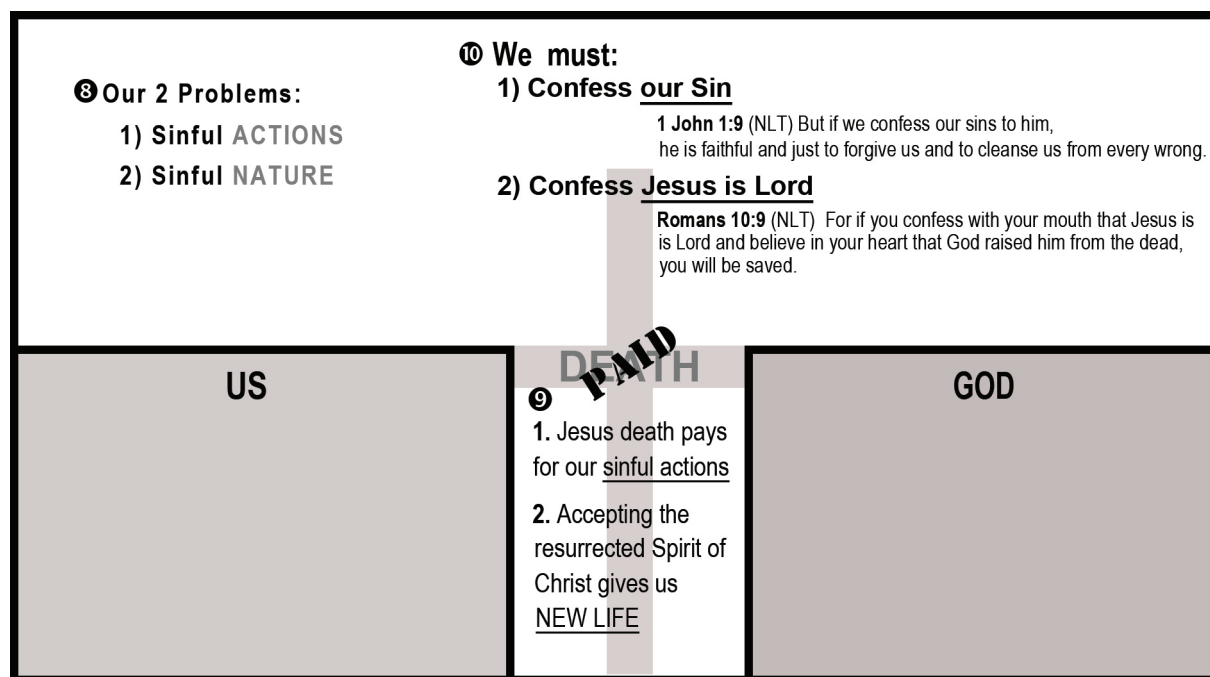 ❽ Our 2 Problems:
1) Sinful ACTIONS
2) Sinful NATURE
❿ We must:
1) Confess our Sin
1 John 1:9 (NLT) But if we confess our sins to him,
he is faithful and just to forgive us and to cleanse us from every wrong.
2) Confess Jesus is Lord
Romans 10:9 (NLT) For if you confess with your mouth that Jesus is
is Lord and believe in your heart that God raised him from the dead,
you will be saved.
US
DEATH
PAID
❾
1. Jesus death pays
for our sinful actions
2. Accepting the
resurrected Spirit of
Christ gives us
NEW LIFE
GOD